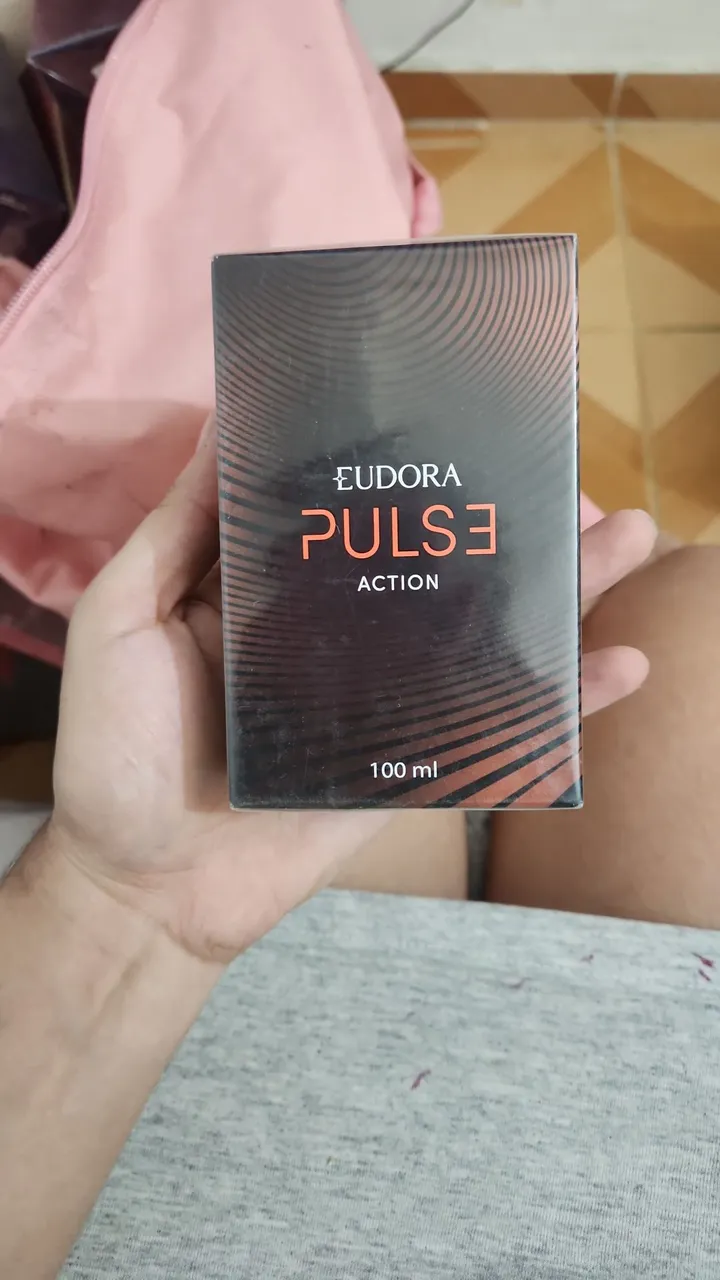 EUDORA
PULSE
ACTION
100 ml